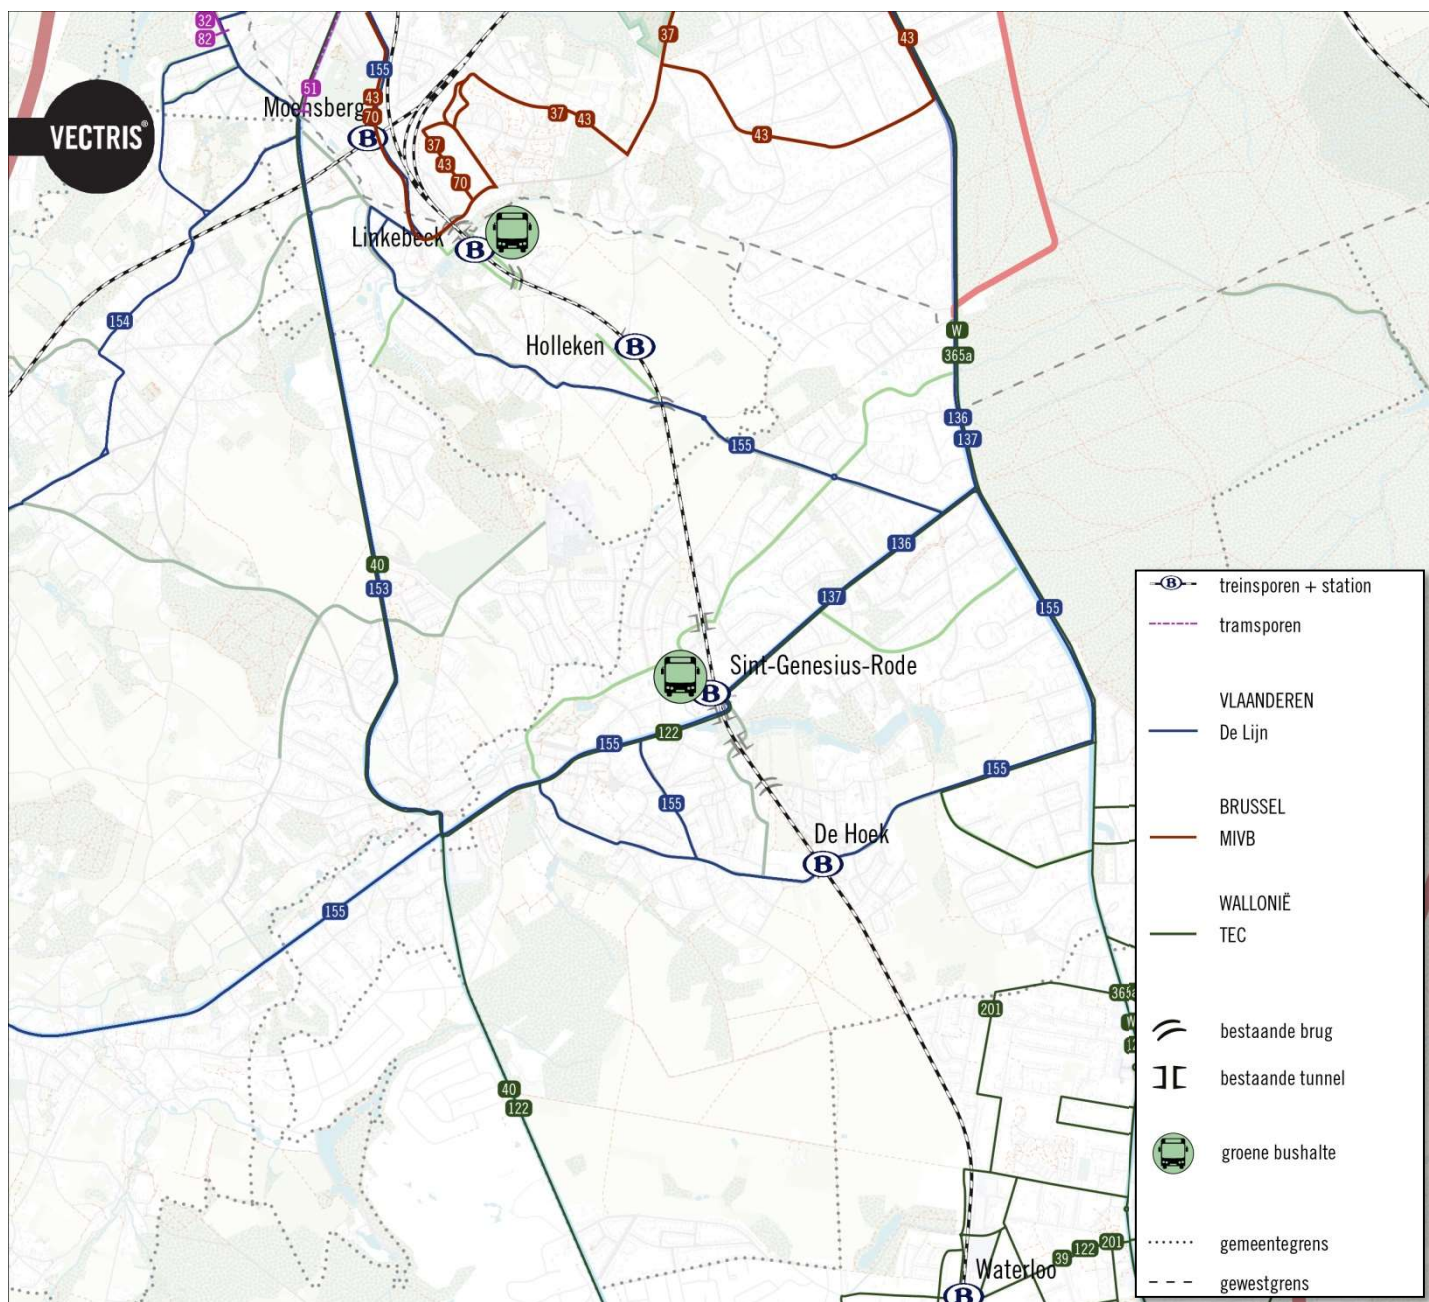 32
82
51
155
43
70
Moensberg
VECTRIS®
37
43
37
43
43
37
43
70
Linkebeek
154
Holleken
W
365a
136
137
155
136
40
153
137
155
Sint-Genesius-Rode
155
122
155
155
De Hoek
155
365a
W
201
40
122
39
122
201
Waterloo
treinsporen + station
tramsporen
VLAANDEREN
De Lijn
BRUSSEL
MIVB
WALLONIË
TEC
bestaande brug
bestaande tunnel
groene bushalte
gemeentegrens
gewestgrens